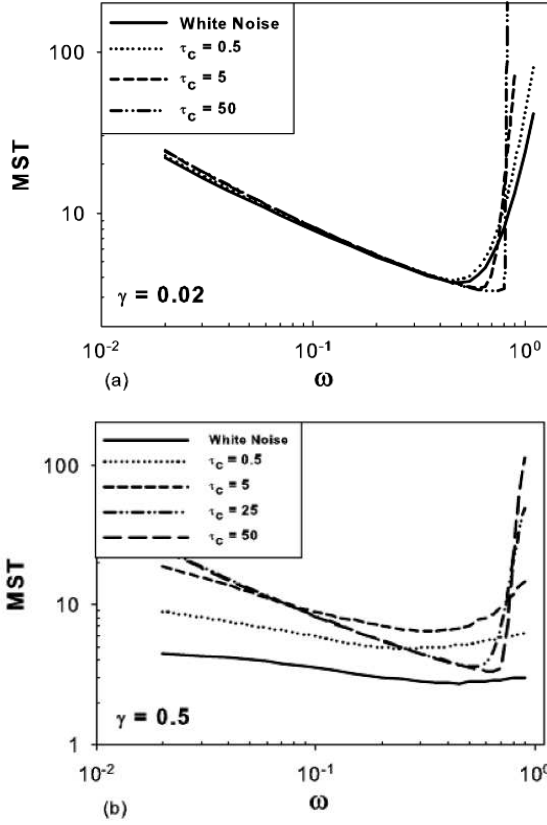 100
White Noise
τc = 0.5
τc = 5
τc = 50
MST
10
γ = 0.02
10-2
10-1
100
(a)
ω
White Noise
τc = 0.5
τc = 5
τc = 25
τc = 50
100
MST
10
γ = 0.5
1
10-2
10-1
100
(b)
ω